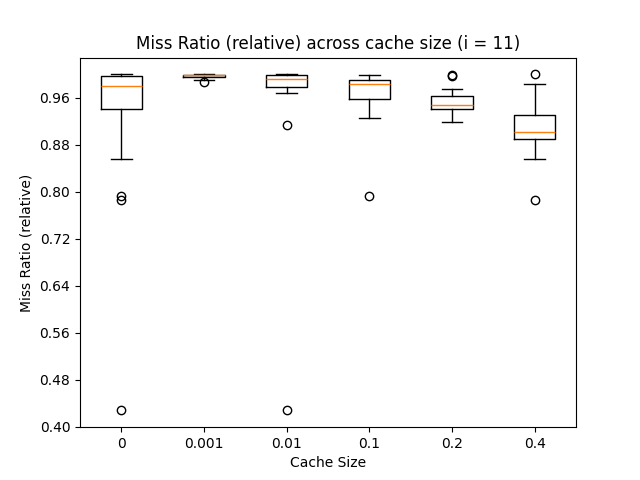 Miss Ratio (relative) across cache size (i = 11)
Miss Ratio (relative)
0.96
0.88
0.80
0.72
0.64
0.56
0.48
0.40
0 0.001 0.01 0.1 0.2 0.4
Cache Size